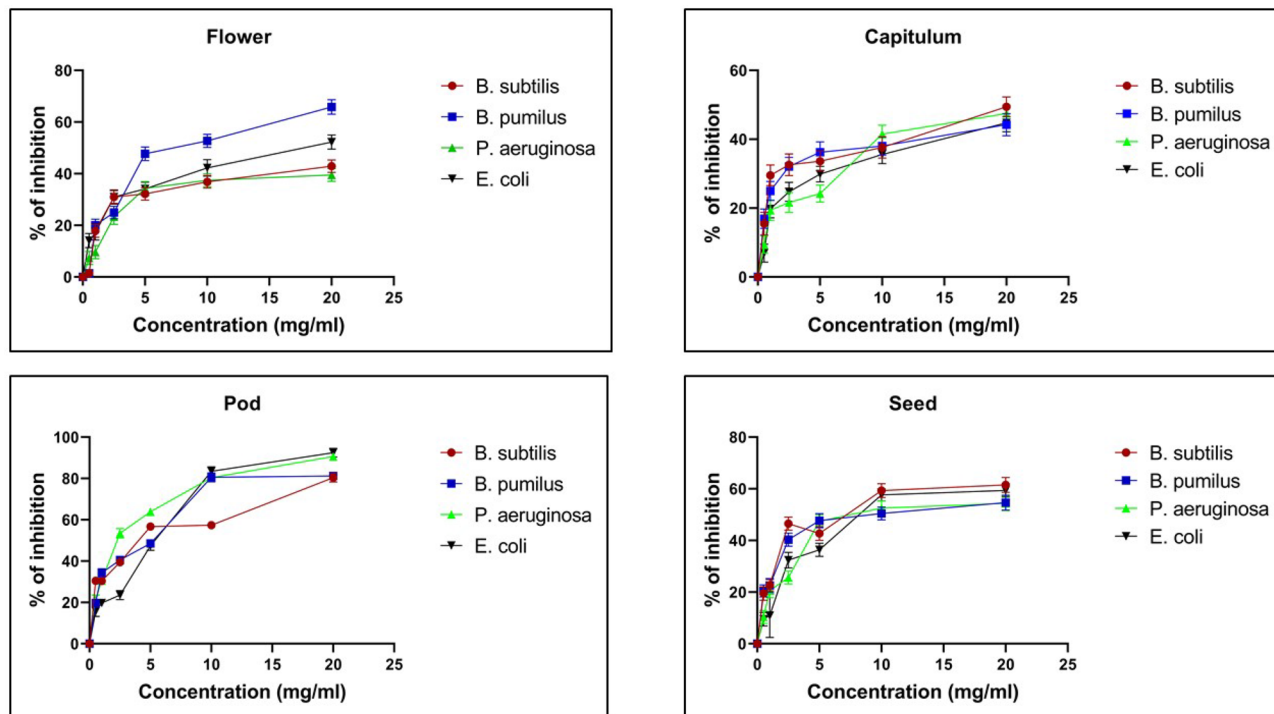 Flower
% of inhibition
80
60
40
20
0
0 5 10 15 20 25
Concentration (mg/ml)
B. subtilis
B. pumilus
P. aeruginosa
E. coli
Capitulum
% of inhibition
60
40
20
0
0 5 10 15 20 25
Concentration (mg/ml)
B. subtilis
B. pumilus
P. aeruginosa
E. coli
Pod
% of inhibition
100
80
60
40
20
0
0 5 10 15 20 25
Concentration (mg/ml)
B. subtilis
B. pumilus
P. aeruginosa
E. coli
Seed
% of inhibition
80
60
40
20
0
0 5 10 15 20 25
Concentration (mg/ml)
B. subtilis
B. pumilus
P. aeruginosa
E. coli